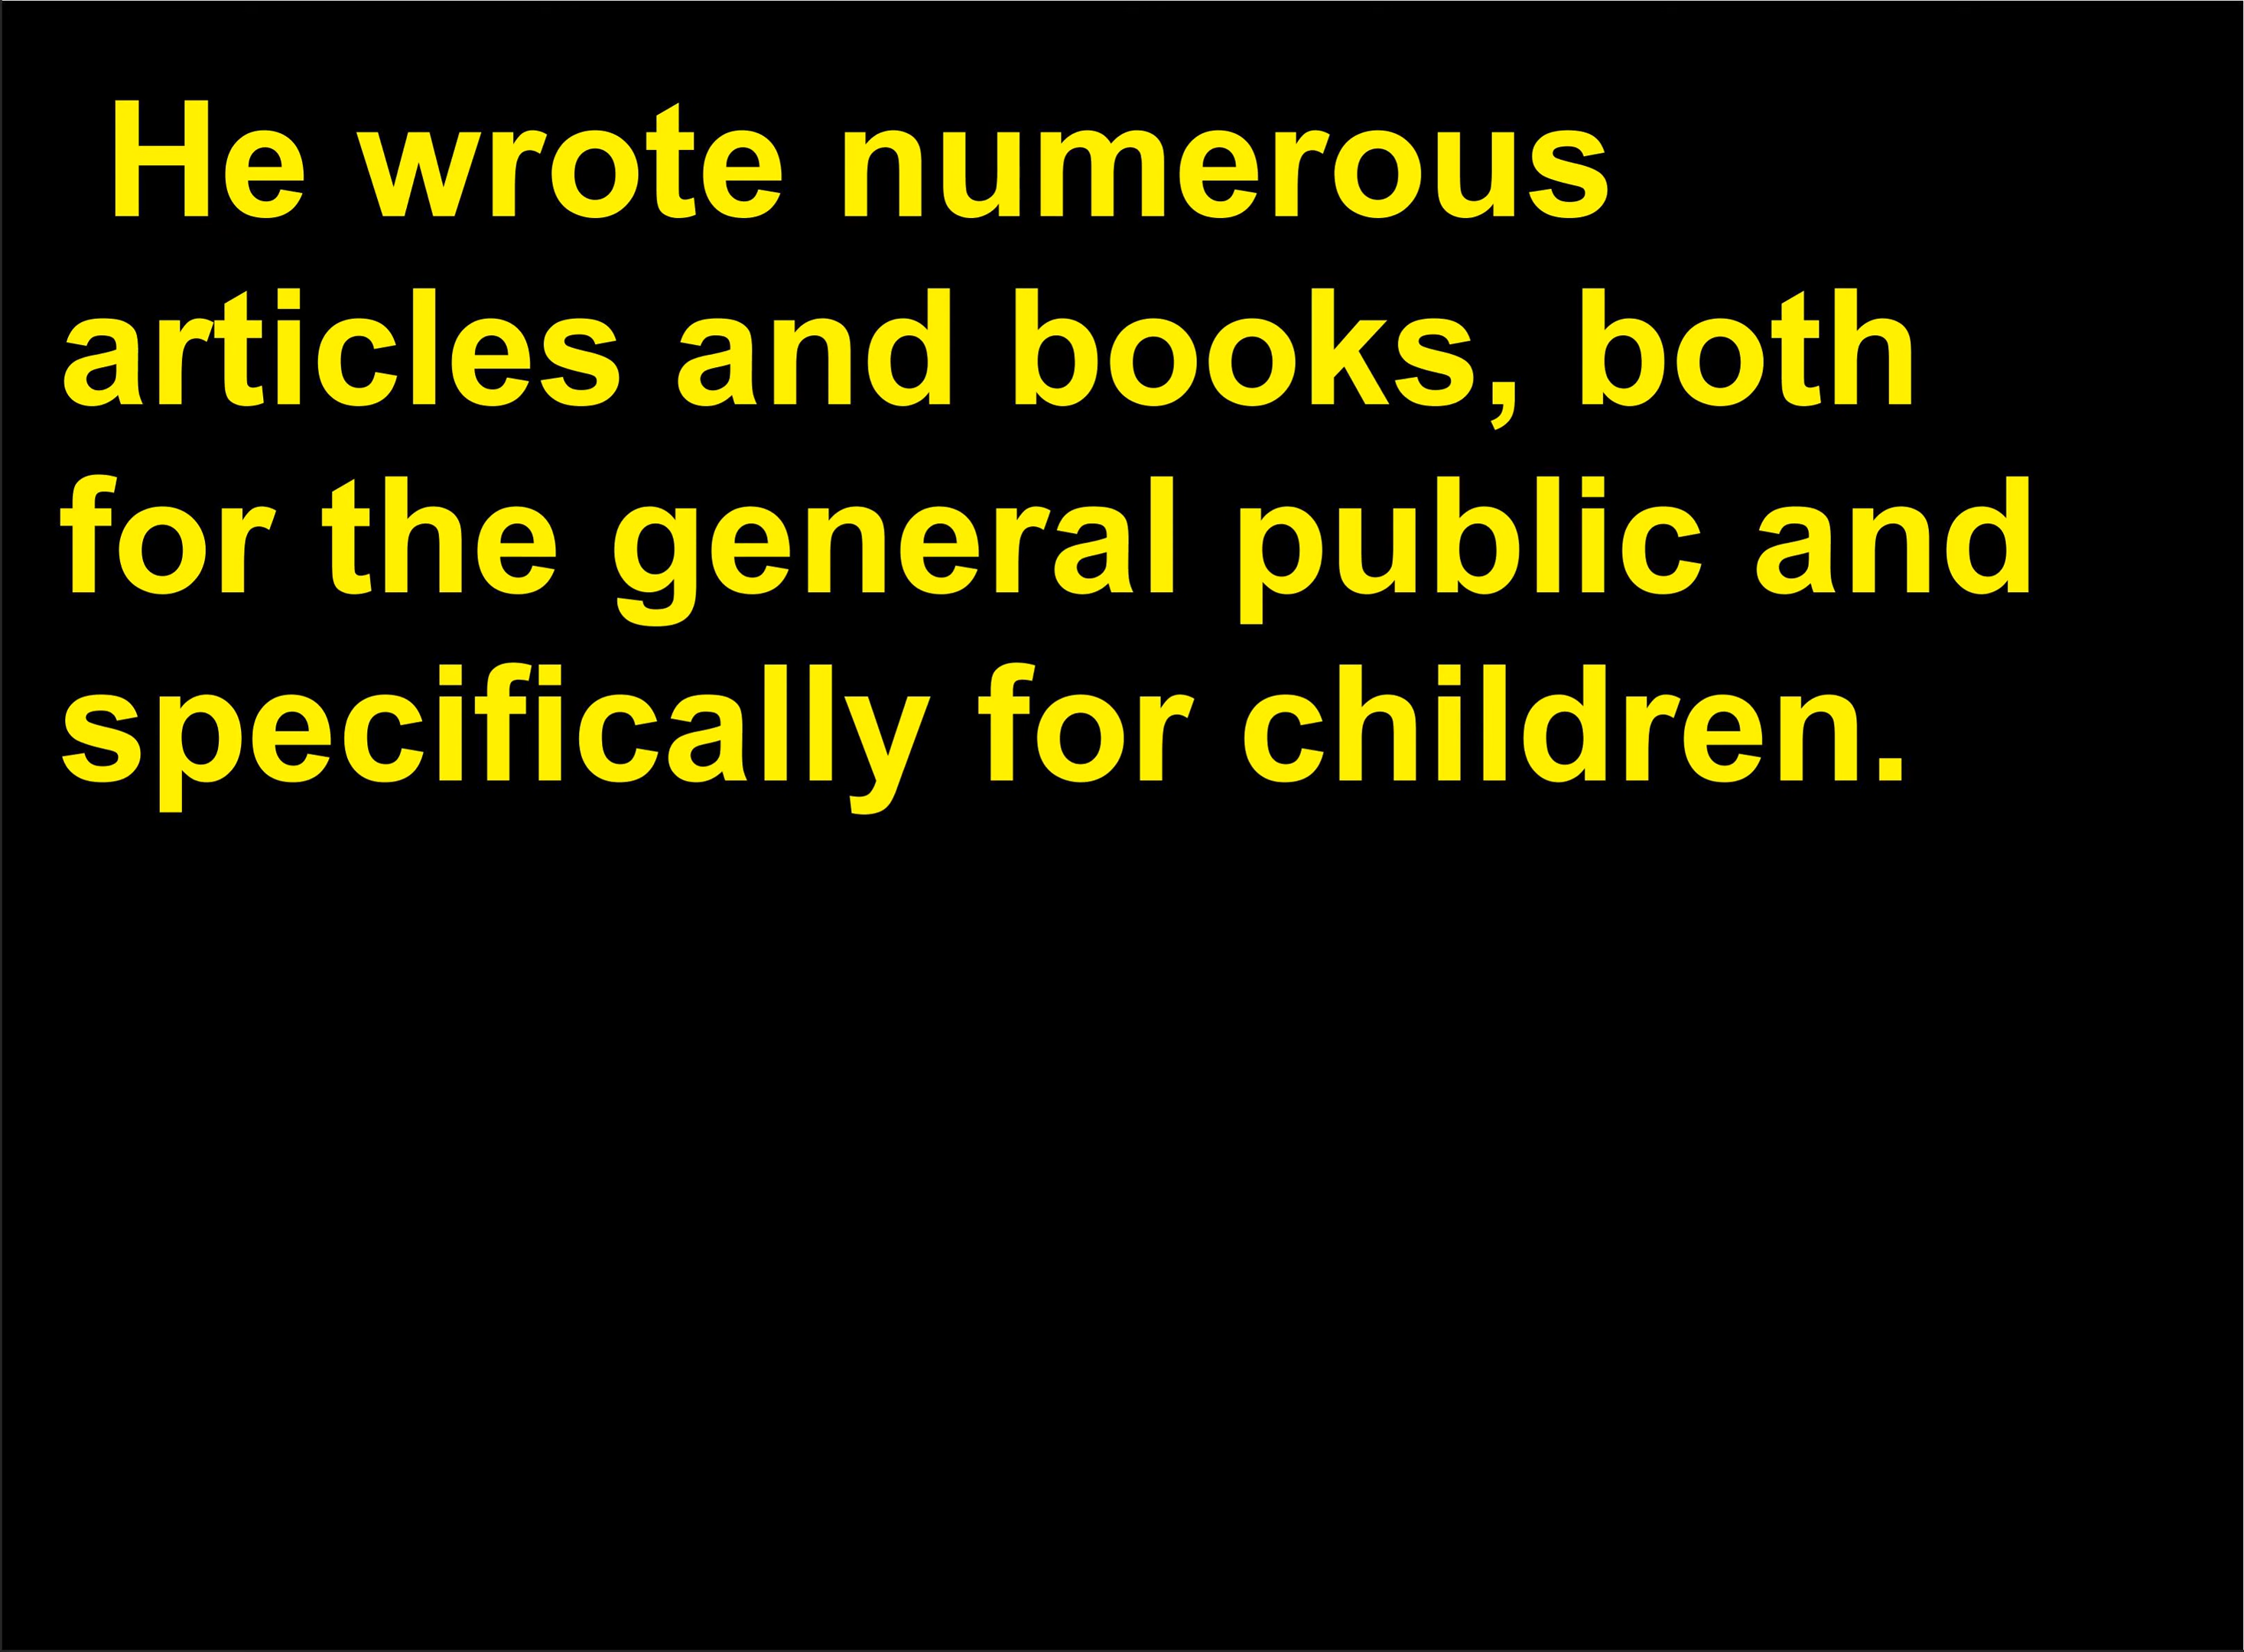 He wrote numerous
articles and books, both
for the general public and
specifically for children.